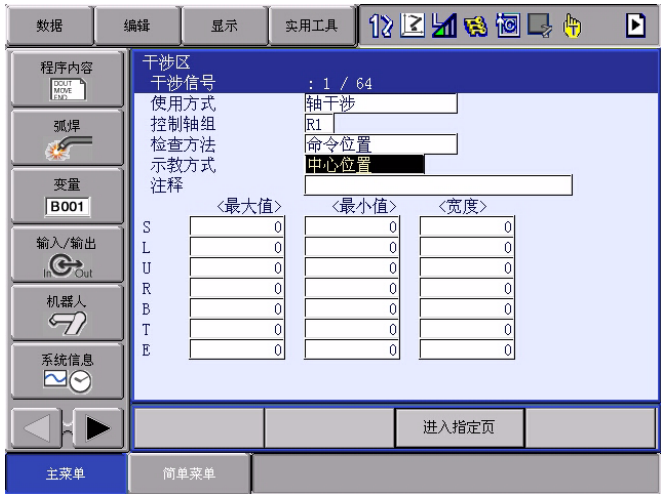 数据 编辑 显示 实用工具
程序内容
DOUT
MOVE
END
弧焊
变量
B001
输入/输出
In Out
机器人
系统信息
干涉区
干涉信号 : 1 / 64
使用方式 轴干涉
控制轴组 R1
检查方法 命令位置
示教方式 中心位置
注释
<最大值> <最小值> <宽度>
S 0 0 0
L 0 0 0
U 0 0 0
R 0 0 0
B 0 0 0
T 0 0 0
E 0 0 0
进入指定页
主菜单 简单菜单